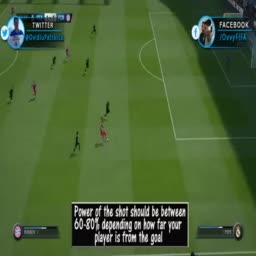 TWITTER
FACEBOOK
/OvvyFIFA
Power of the shot should be between
60-80% depending on how far your
player is from the goal